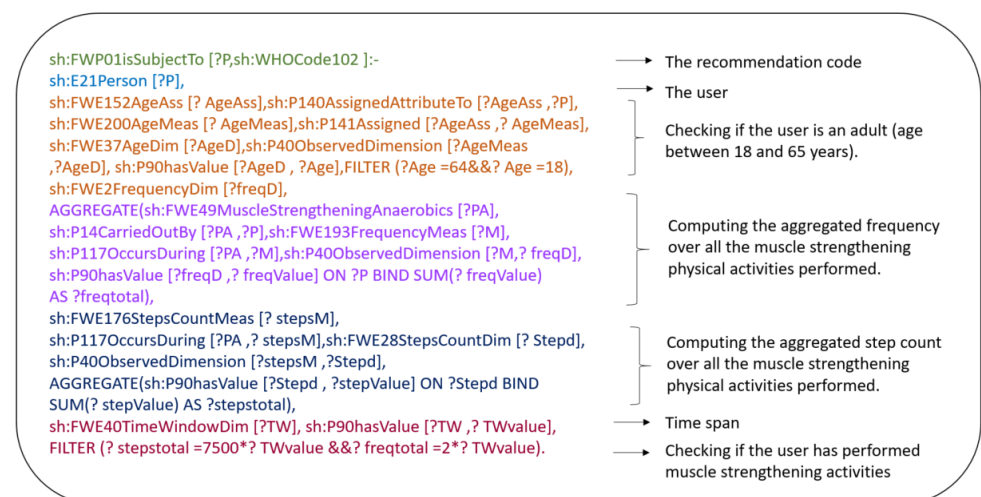 sh:FWP01isSubjectTo [?P,sh:WHOCode102 ]:-
sh:E21Person [?P],
sh:FWE152AgeAss [? AgeAss],sh:P140AssignedAttributeTo [?AgeAss ,?P],
sh:FWE200AgeMeas [? AgeMeas],sh:P141Assigned [?AgeAss ,? AgeMeas],
sh:FWE37AgeDim [?AgeD],sh:P40ObservedDimension [?AgeMeas
,?AgeD], sh:P90hasValue [?AgeD , ?Age],FILTER (?Age =64&&? Age =18),
sh:FWE2FrequencyDim [?freqD],
AGGREGATE(sh:FWE49MuscleStrengtheningAnaerobics [?PA],
sh:P14CarriedOutBy [?PA ,?P],sh:FWE193FrequencyMeas [?M],
sh:P117OccursDuring [?PA ,?M],sh:P40ObservedDimension [?M,? freqD],
sh:P90hasValue [?freqD ,? freqValue] ON ?P BIND SUM(? freqValue)
AS ?freqtotal),
sh:FWE176StepsCountMeas [? stepsM],
sh:P117OccursDuring [?PA ,? stepsM],sh:FWE28StepsCountDim [? Stepd],
sh:P40ObservedDimension [?stepsM ,?Stepd],
AGGREGATE(sh:P90hasValue [?Stepd , ?stepValue] ON ?Stepd BIND
SUM(? stepValue) AS ?stepstotal),
sh:FWE40TimeWindowDim [?TW], sh:P90hasValue [?TW ,? TWvalue],
FILTER (? stepstotal =7500*? TWvalue &&? freqtotal =2*? TWvalue).
The recommendation code
The user
Checking if the user is an adult (age
between 18 and 65 years).
Computing the aggregated frequency
over all the muscle strengthening
physical activities performed.
Computing the aggregated step count
over all the muscle strengthening
physical activities performed.
Time span
Checking if the user has performed
muscle strengthening activities